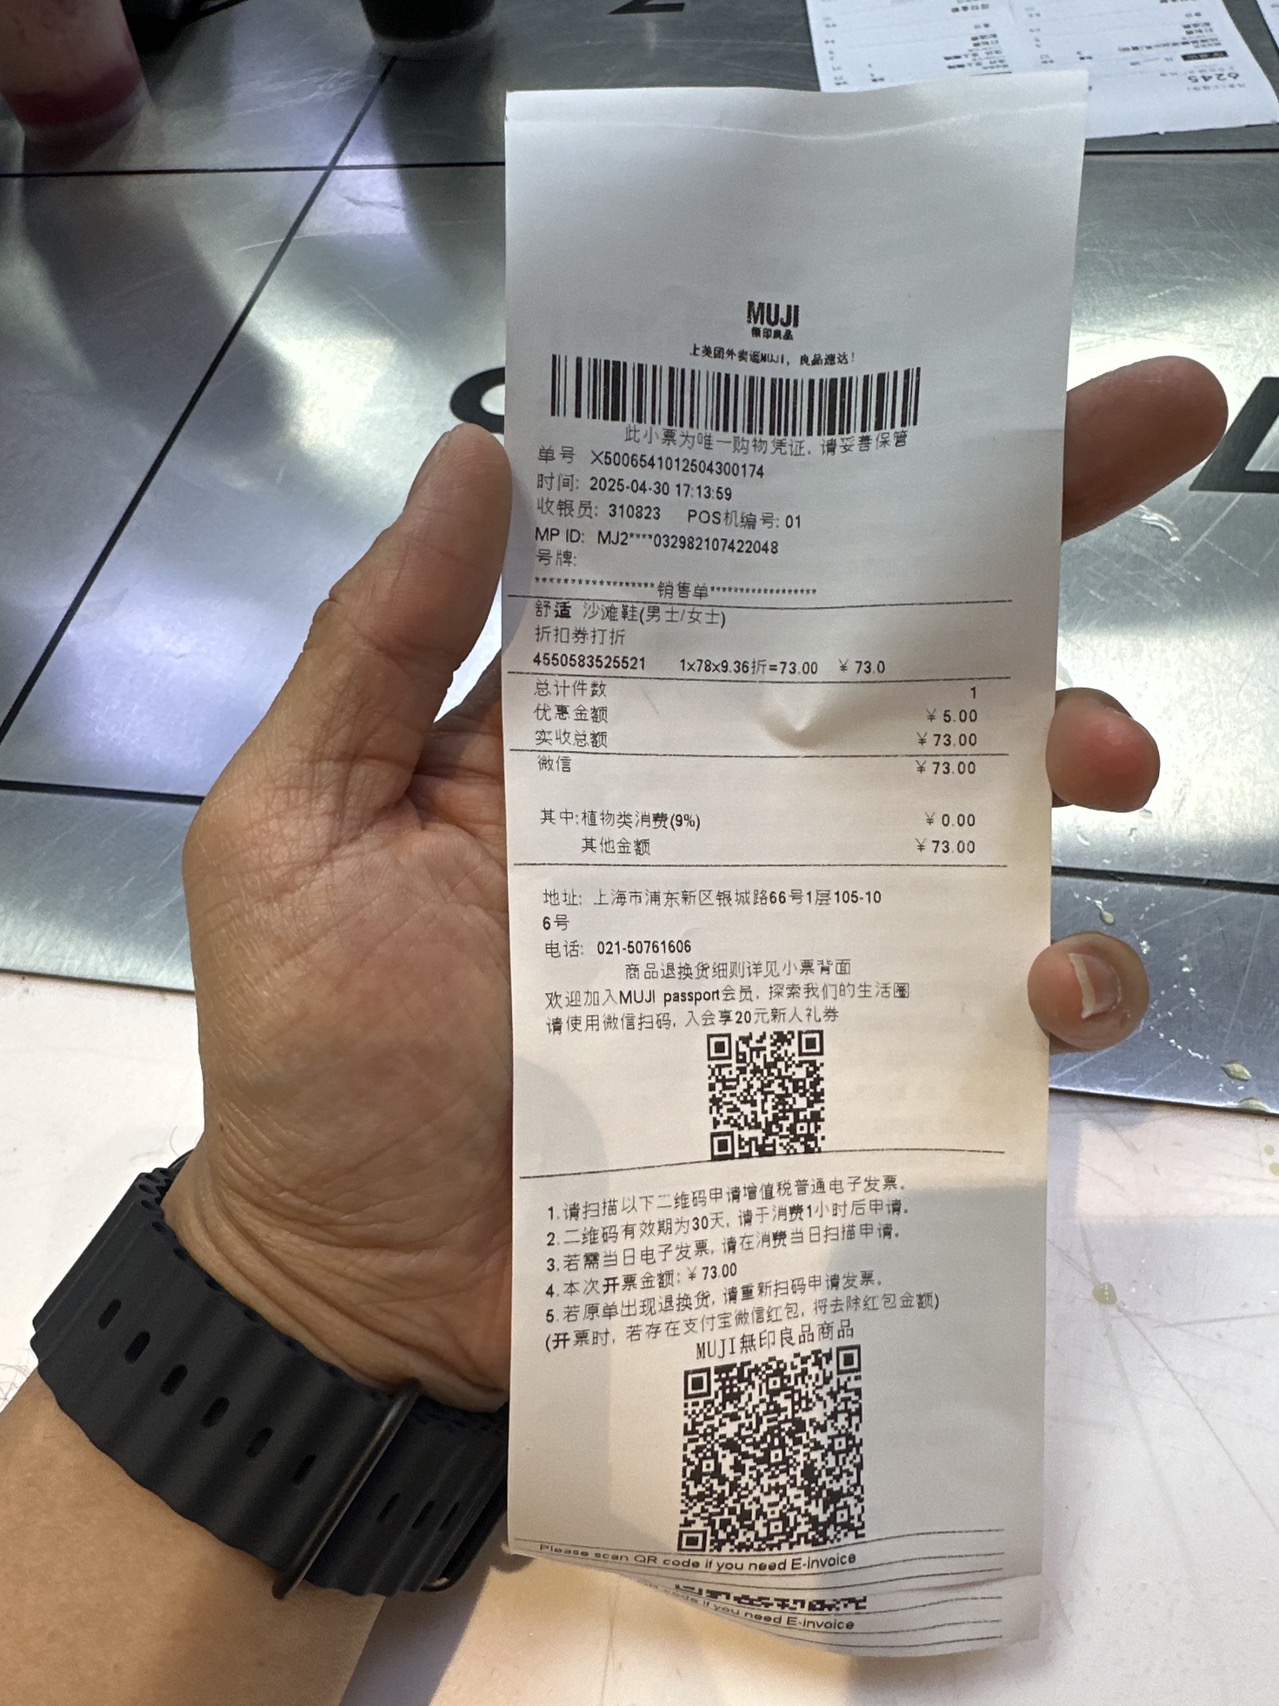 MUJI
無印良品
上美团外卖逛MUJI，良品速达！
此小票为唯一购物凭证, 请妥善保管
单号 X5006541012504300174
时间: 2025-04-30 17:13:59
收银员: 310823 POS机编号: 01
MP ID: MJ2****032982107422048
号牌:
*******************销售单*****************
舒适 沙滩鞋(男士/女士)
折扣券打折
4550583525521 1x78x9.36折=73.00 ￥ 73.0
总计件数 1
优惠金额 ￥ 5.00
实收总额 ￥ 73.00
微信 ￥ 73.00
其中:植物类消费(9%) ￥ 0.00
其他金额 ￥ 73.00
地址: 上海市浦东新区银城路66号1层105-10
6号
电话: 021-50761606
商品退换货细则详见小票背面
欢迎加入MUJI passport会员, 探索我们的生活圈
请使用微信扫码, 入会享20元新人礼券
1.请扫描以下二维码申请增值税普通电子发票。
2.二维码有效期为30天, 请于消费1小时后申请。
3.若需当日电子发票, 请在消费当日扫描申请。
4.本次开票金额: ￥ 73.00
5.若原单出现退换货, 请重新扫码申请发票。
(开票时, 若存在支付宝微信红包, 将去除红包金额)
MUJI無印良品商品
Please scan QR code if you need E-invoice
code if you need E-invoice
6245